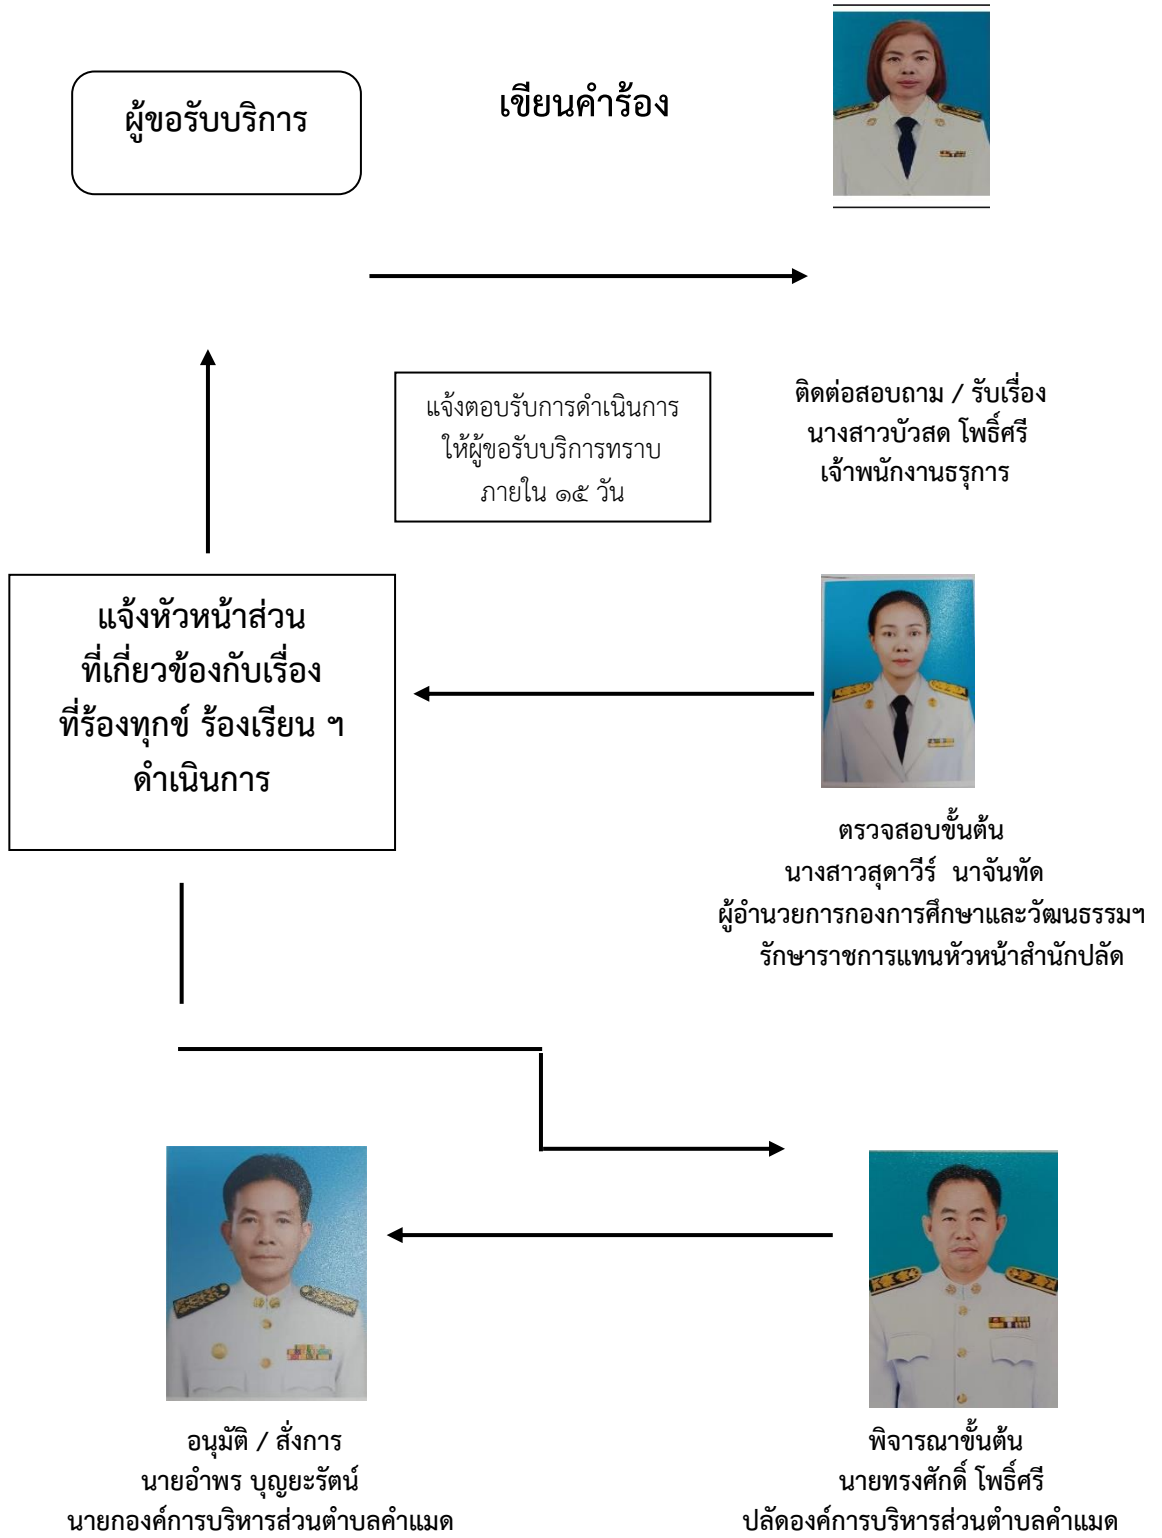 ผู้ขอรับบริการ
เขียนคำร้อง
แจ้งตอบรับการดำเนินการ
ให้ผู้ขอรับบริการทราบ
ภายใน ๑๕ วัน
ติดต่อสอบถาม / รับเรื่อง
นางสาวบัวสด โพธิ์ศรี
เจ้าพนักงานธุรการ
แจ้งหัวหน้าส่วน
ที่เกี่ยวข้องกับเรื่อง
ที่ร้องทุกข์ ร้องเรียน ฯ
ดำเนินการ
ตรวจสอบขั้นต้น
นางสาวสุดาวีร์ นาจันทัด
ผู้อำนวยการกองการศึกษาและวัฒนธรรมฯ
รักษาราชการแทนหัวหน้าสำนักปลัด
อนุมัติ / สั่งการ
นายอำพร บุญยะรัตน์
นายกองค์การบริหารส่วนตำบลคำแมด
พิจารณาขั้นต้น
นายทรงศักดิ์ โพธิ์ศรี
ปลัดองค์การบริหารส่วนตำบลคำแมด